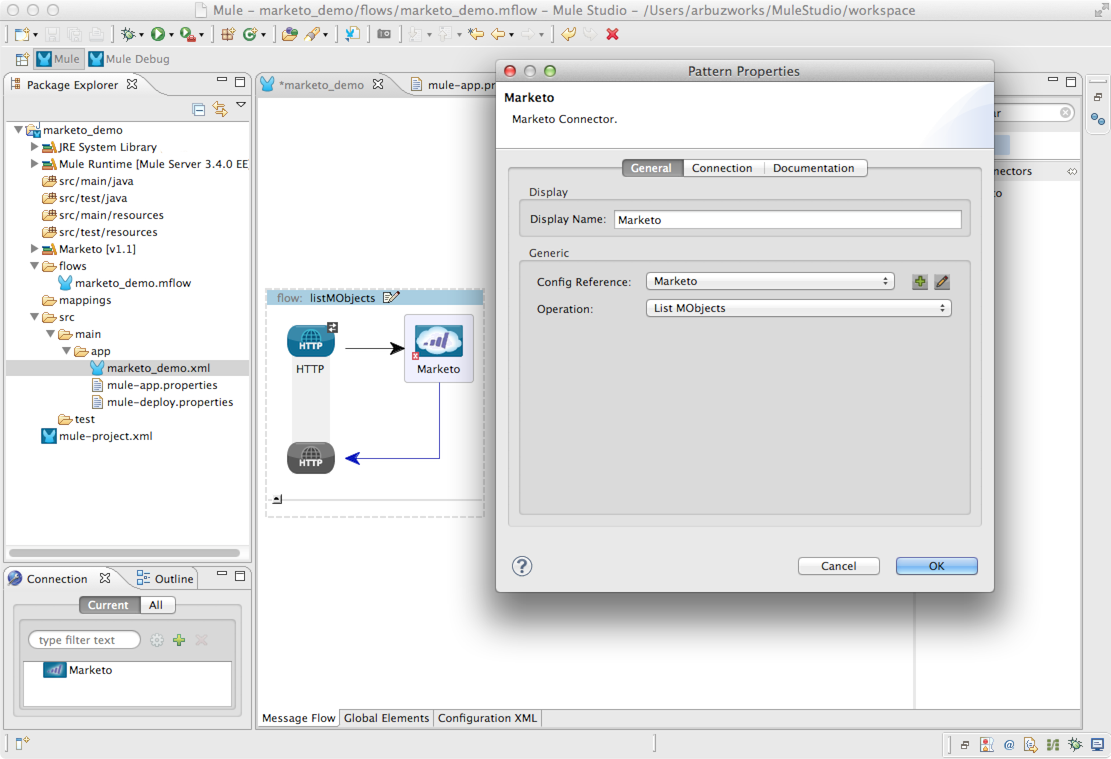 Mule – marketo_demo/flows/marketo_demo.mflow – Mule Studio – /Users/arbuzworks/MuleStudio/workspace
Mule
Mule Debug
Package Explorer
marketo_demo
JRE System Library
Mule Runtime [Mule Server 3.4.0 EE
src/main/java
src/test/java
src/main/resources
src/test/resources
Marketo [v1.1]
flows
marketo_demo.mflow
mappings
src
main
app
marketo_demo.xml
mule-app.properties
mule-deploy.properties
test
mule-project.xml
Connection
Outline
Current
All
type filter text
Marketo
*marketo_demo
mule-app.pr
flow: listMObjects
HTTP
HTTP
Marketo
HTTP
Message Flow
Global Elements
Configuration XML
Pattern Properties
Marketo
Marketo Connector.
General
Connection
Documentation
Display
Display Name: Marketo
Generic
Config Reference: Marketo
Operation: List MObjects
?
Cancel
OK
ar
nectors
to